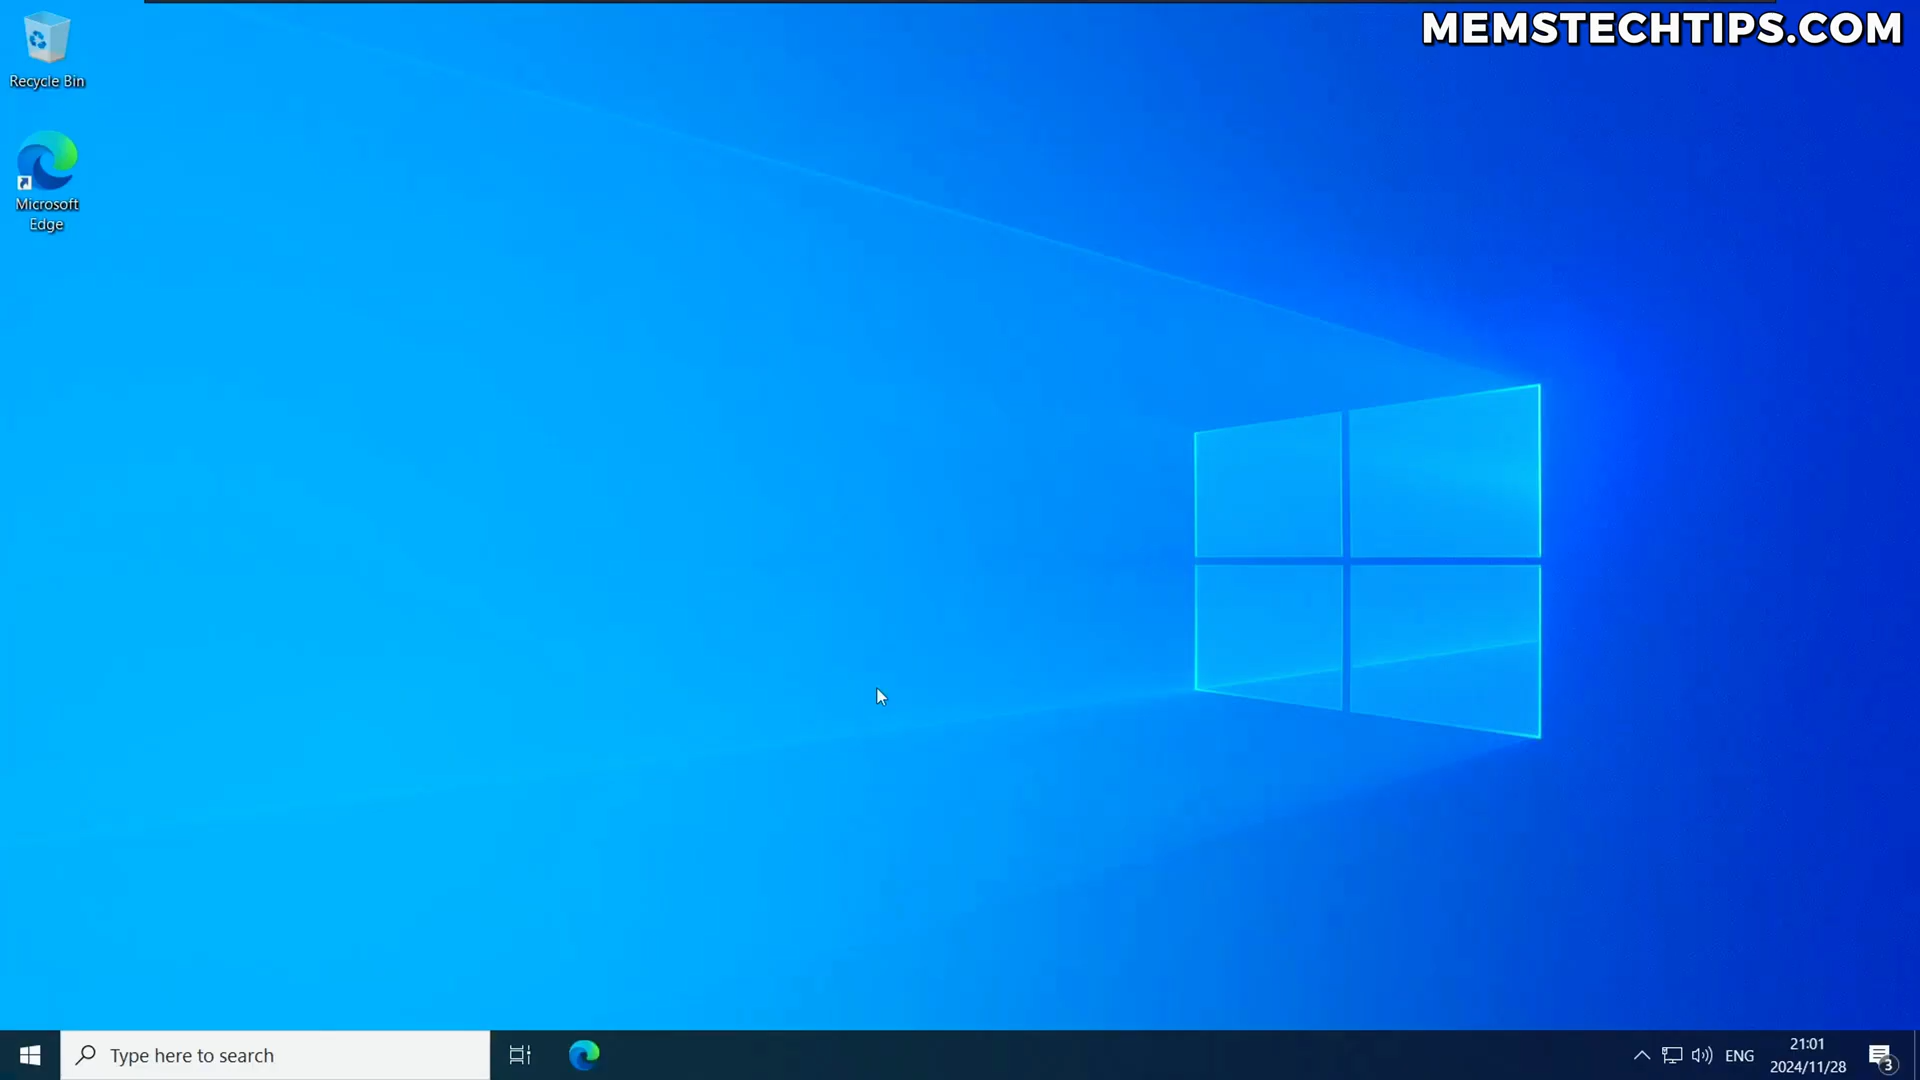 MEMSTECHTIPS.COM
Recycle Bin
Microsoft
Edge
Type here to search
ENG
21:01
2024/11/28
3